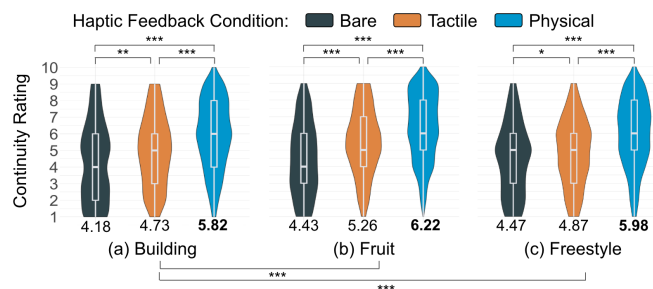 Haptic Feedback Condition: Bare Tactile Physical
*** *** ***
** *** *** *** * ***
Continuity Rating
10
9
8
7
6
5
4
3
2
1
4.18 4.73 5.82 4.43 5.26 6.22 4.47 4.87 5.98
(a) Building (b) Fruit (c) Freestyle
***
***